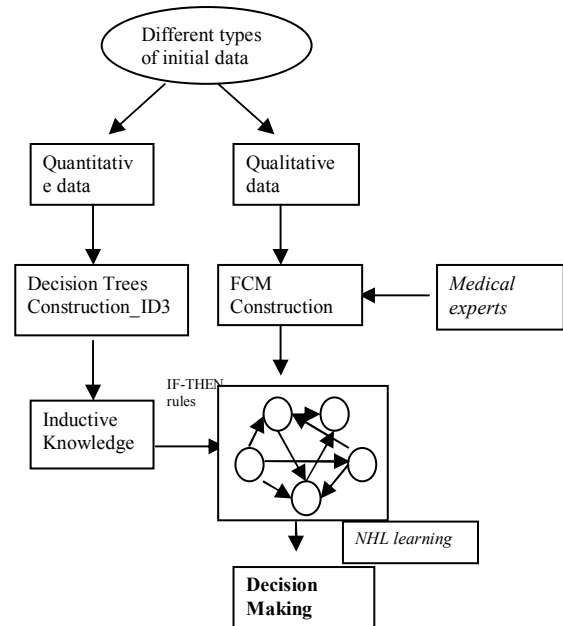 Different types
of initial data
Quantitativ
e data
Qualitative
data
Decision Trees
Construction_ID3
FCM
Construction
Medical
experts
IF-THEN
rules
Inductive
Knowledge
NHL learning
Decision
Making